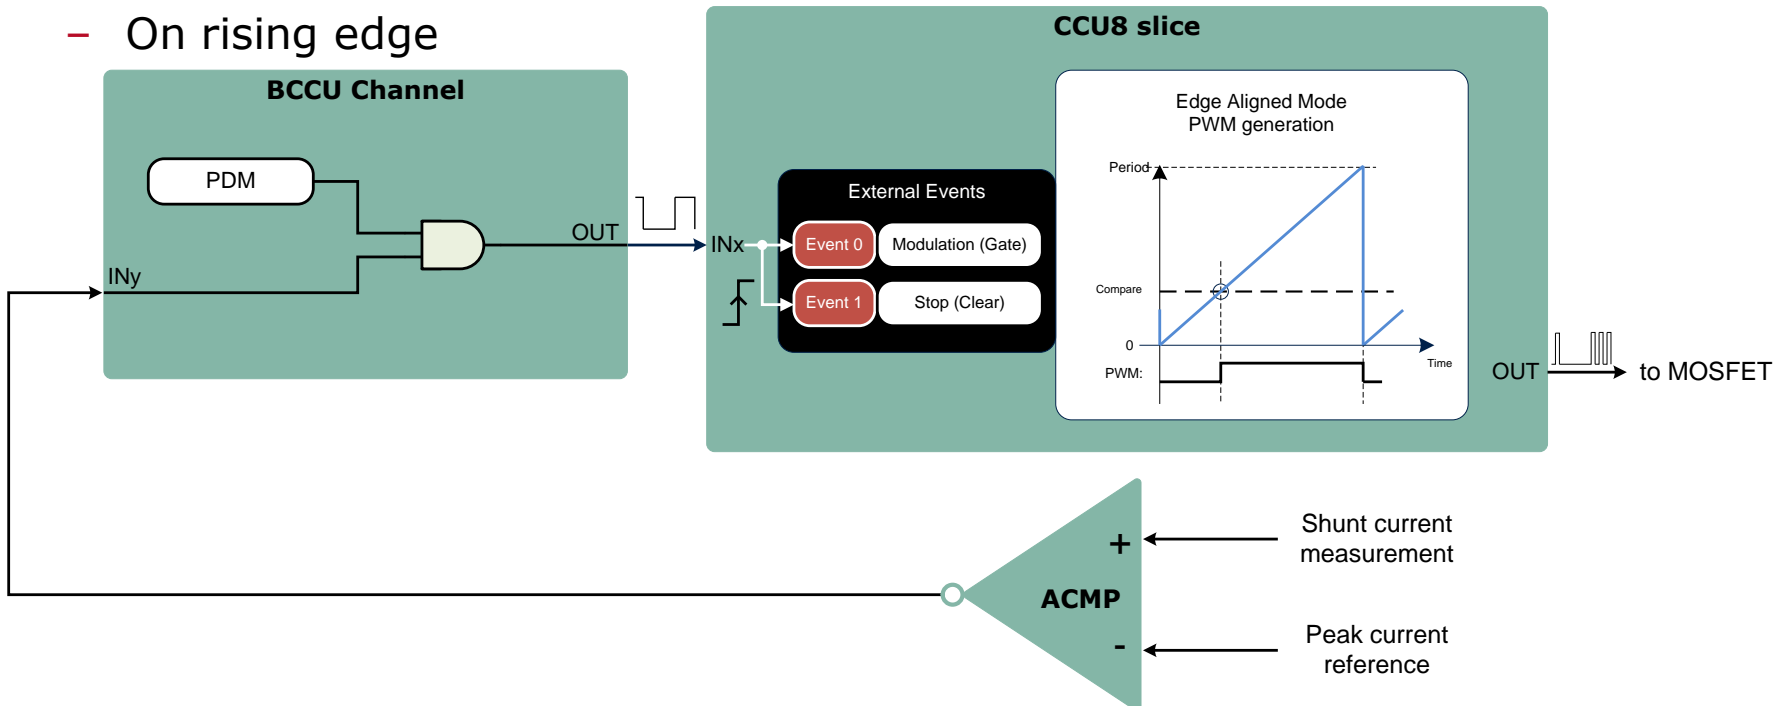 – On rising edge
BCCU Channel
PDM
OUT
INy
CCU8 slice
INx
External Events
Event 0
Modulation (Gate)
Event 1
Stop (Clear)
Edge Aligned Mode
PWM generation
Period
Compare
0
Time
PWM:
OUT
to MOSFET
+
ACMP
-
Shunt current
measurement
Peak current
reference